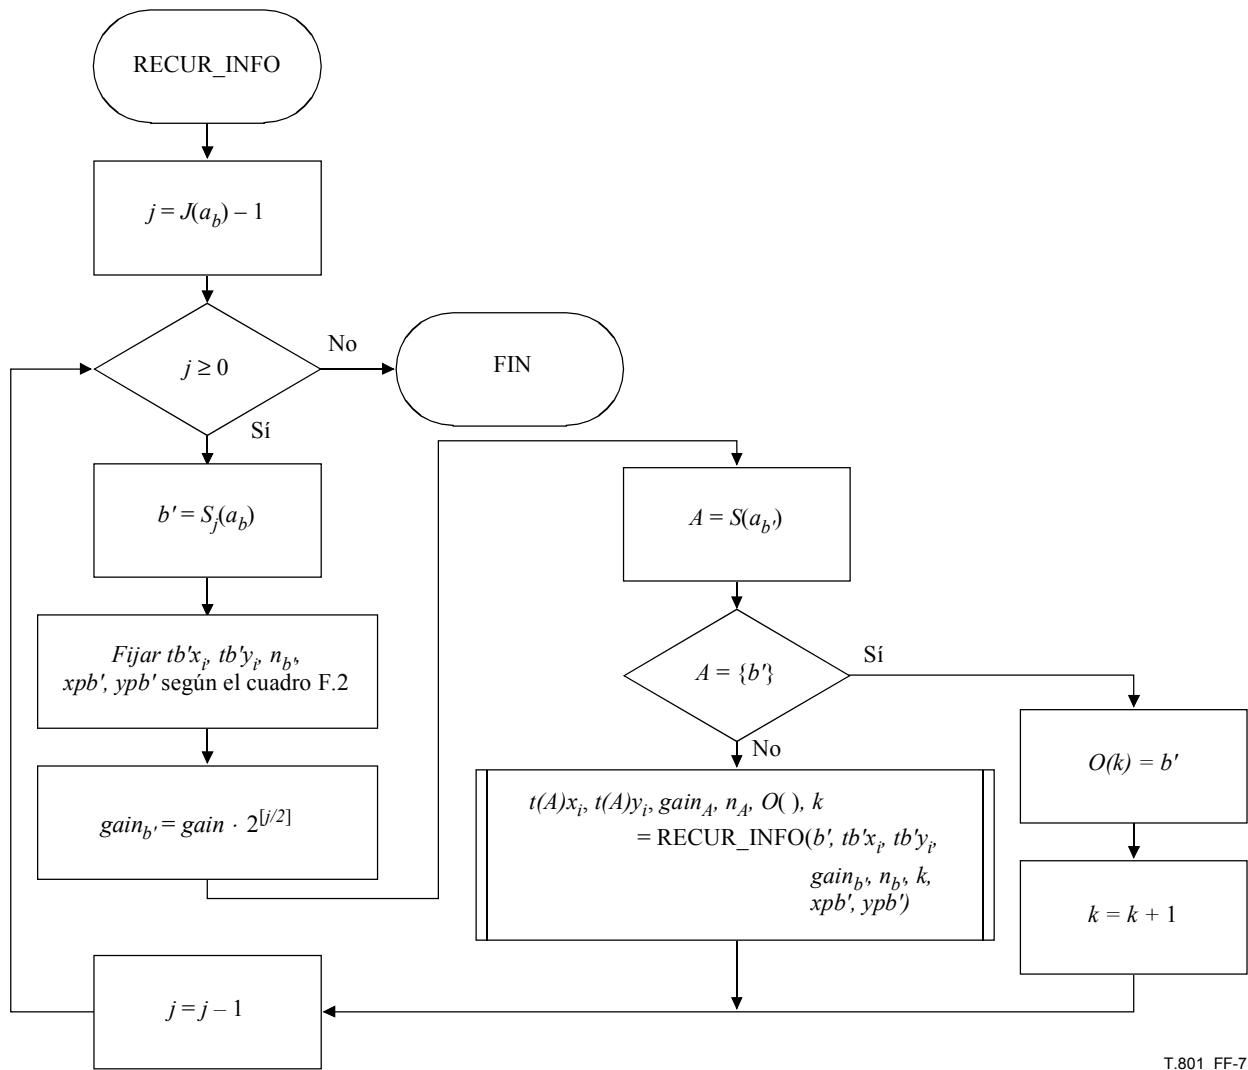 RECUR_INFO
j = J(a_b) – 1
j ≥ 0
No
FIN
Sí
b' = S_j(a_b)
Fijar tb'x_i, tb'y_i, n_b',
xpb', ypb' según el cuadro F.2
gain_b' = gain · 2^[j/2]
A = S(a_b')
A = {b'}
Sí
No
O(k) = b'
t(A)x_i, t(A)y_i, gain_A, n_A, O( ), k
= RECUR_INFO(b', tb'x_i, tb'y_i,
gain_b', n_b', k,
xpb', ypb')
k = k + 1
j = j – 1
T.801_FF-7